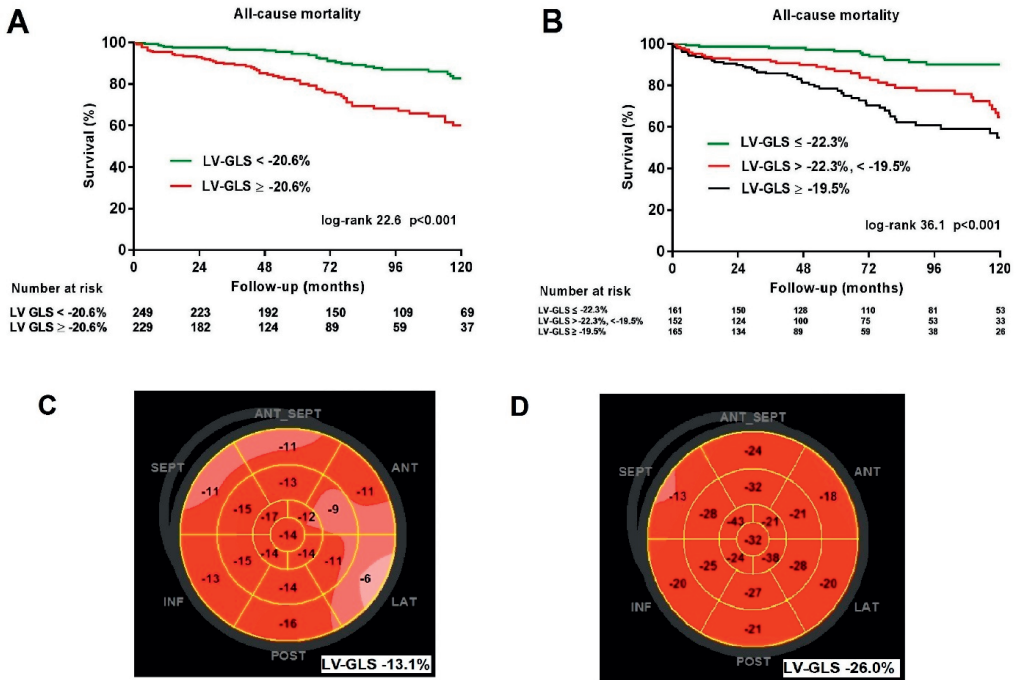 A
All-cause mortality
100
80
60
40
20
0
Survival (%)
LV-GLS < -20.6%
LV-GLS ≥ -20.6%
log-rank 22.6 p<0.001
0 24 48 72 96 120
Follow-up (months)
Number at risk
LV GLS < -20.6% 249 223 192 150 109 69
LV GLS ≥ -20.6% 229 182 124 89 59 37
B
All-cause mortality
100
80
60
40
20
0
Survival (%)
LV-GLS ≤ -22.3%
LV-GLS > -22.3%, < -19.5%
LV-GLS ≥ -19.5%
log-rank 36.1 p<0.001
0 24 48 72 96 120
Follow-up (months)
Number at risk
LV-GLS ≤ -22.3% 161 150 128 110 81 53
LV-GLS >-22.3%, <-19.5% 152 124 100 75 53 33
LV-GLS ≥ -19.5% 165 134 89 59 38 26
C
ANT_SEPT
-11
SEPT ANT
-11 -13 -11
-15 -9
-17 -12
-14
-14 -14
-15 -11
-13 -14 -6
INF LAT
-16
POST
LV-GLS -13.1%
D
ANT_SEPT
-24
SEPT ANT
-13 -32 -18
-28 -21
-43 -21
-32
-24 -38
-25 -28
-20 -27 -20
INF LAT
-21
POST
LV-GLS -26.0%